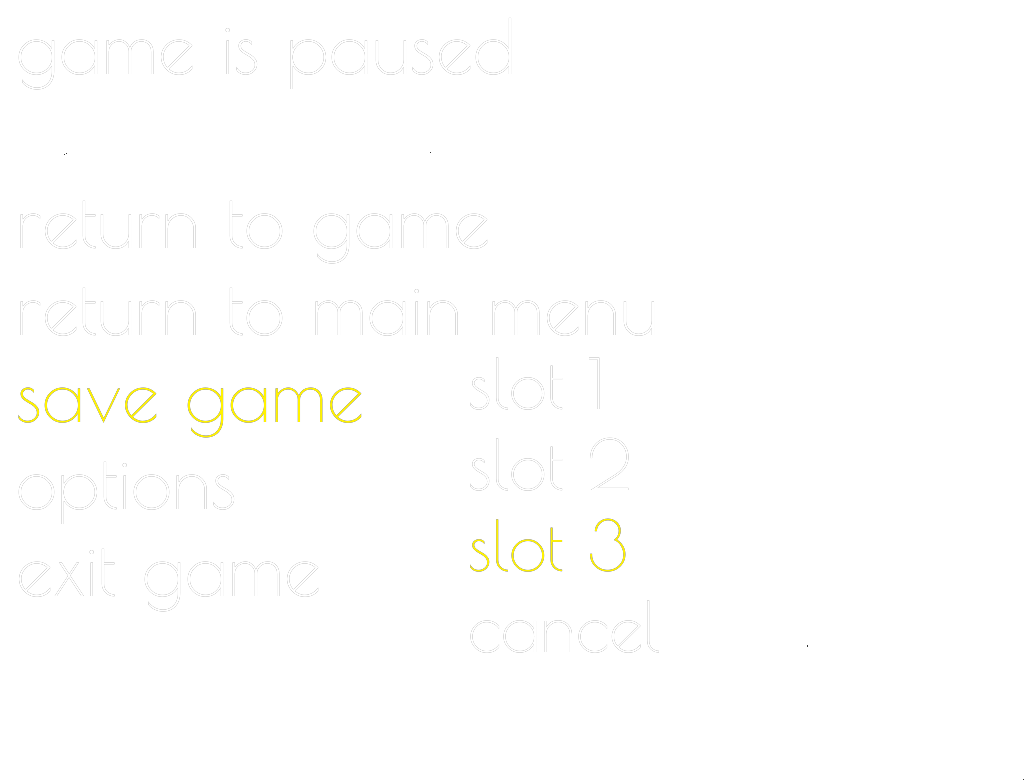 game is paused
return to game
return to main menu
save game
options
exit game
slot 1
slot 2
slot 3
cancel